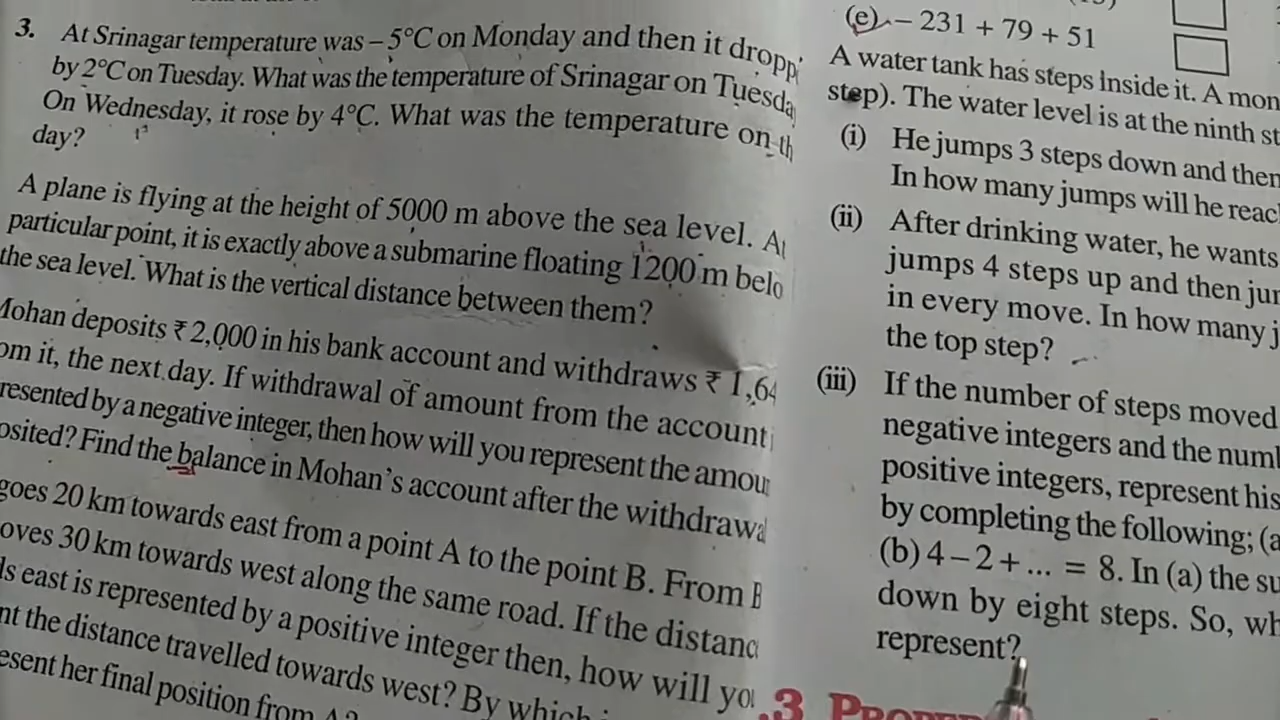 3. At Srinagar temperature was – 5°C on Monday and then it dropp
by 2°C on Tuesday. What was the temperature of Srinagar on Tuesda
On Wednesday, it rose by 4°C. What was the temperature on th
day?
A plane is flying at the height of 5000 m above the sea level. At
particular point, it is exactly above a submarine floating 1200 m belo
the sea level. What is the vertical distance between them?
Mohan deposits ₹ 2,000 in his bank account and withdraws ₹ 1,64
om it, the next day. If withdrawal of amount from the account i
resented by a negative integer, then how will you represent the amou
osited? Find the balance in Mohan's account after the withdrawa
goes 20 km towards east from a point A to the point B. From B
oves 30 km towards west along the same road. If the distanc
ds east is represented by a positive integer then, how will yo
nt the distance travelled towards west? By which
esent her final position from A?
(e) – 231 + 79 + 51
A water tank has steps inside it. A mon
step). The water level is at the ninth st
(i) He jumps 3 steps down and then
In how many jumps will he reac
(ii) After drinking water, he wants
jumps 4 steps up and then jum
in every move. In how many j
the top step?
(iii) If the number of steps moved
negative integers and the numb
positive integers, represent his
by completing the following; (a
(b) 4 – 2 + ... = 8. In (a) the su
down by eight steps. So, wh
represent?
.3